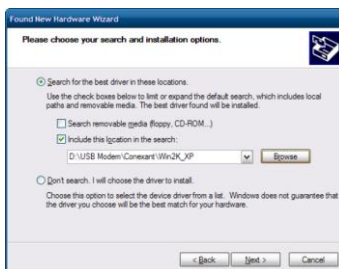 Found New Hardware Wizard
Please choose your search and installation options.
Search for the best driver in these locations.
Use the check boxes below to limit or expand the default search, which includes local
paths and removable media. The best driver found will be installed.
Search removable media (floppy, CD-ROM...)
Include this location in the search:
D:\USB Modem\Conexant\Win2K_XP
Browse
Don't search. I will choose the driver to install.
Choose this option to select the device driver from a list. Windows does not guarantee that
the driver you choose will be the best match for your hardware.
< Back Next > Cancel